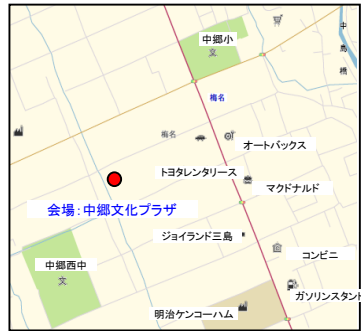 中郷小
文
中
島
橋
梅名
梅名
オートバックス
トヨタレンタリース
マクドナルド
会場：中郷文化プラザ
ジョイランド三島
コンビニ
中郷西中
文
ガソリンスタンド
明治ケンコーハム